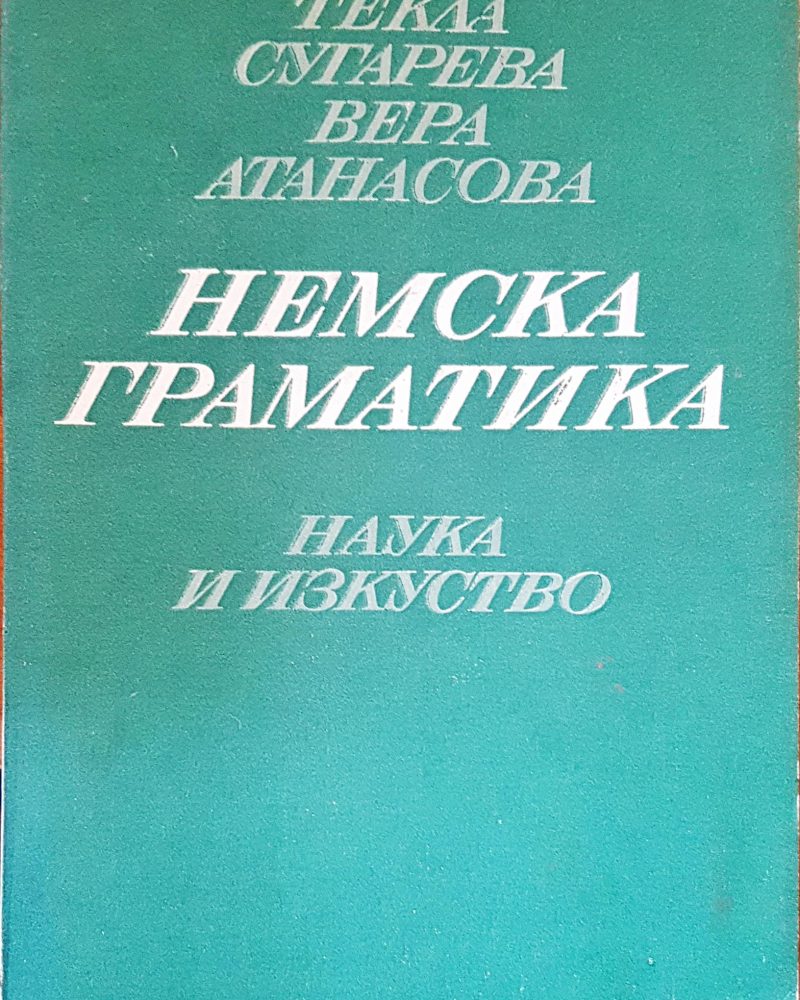 ТЕКЛА
СУГАРЕВА
ВЕРА
АТАНАСОВА
НЕМСКА
ГРАМАТИКА
НАУКА
И ИЗКУСТВО